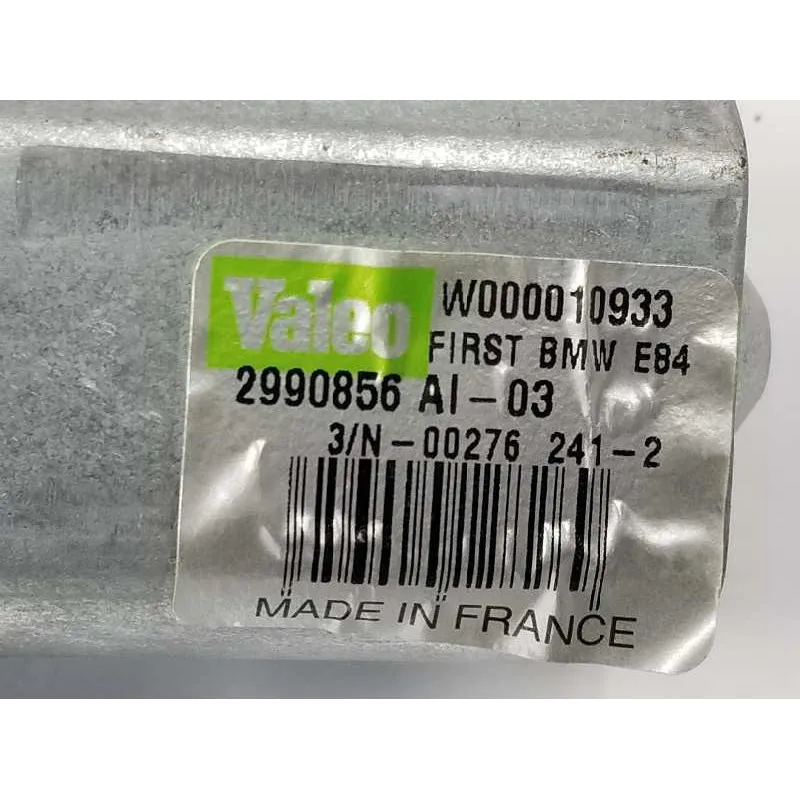 Valeo W000010933
FIRST BMW E84
2990856 AI-03
3/N-00276 241-2
MADE IN FRANCE